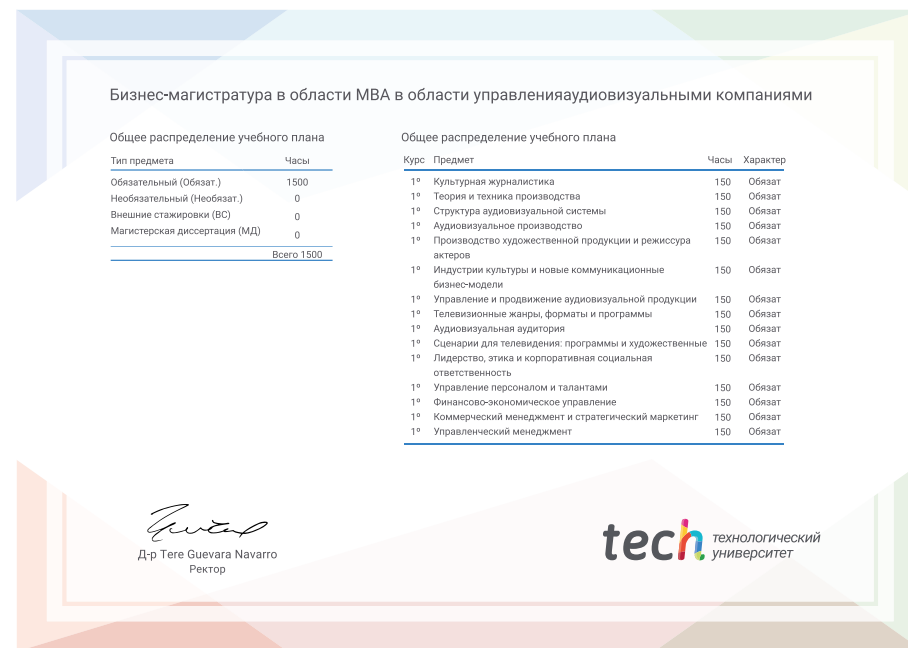 Бизнес-магистратура в области MBA в области управленияаудиовизуальными компаниями
Общее распределение учебного плана
Тип предмета Часы
Обязательный (Обязат.) 1500
Необязательный (Необязат.) 0
Внешние стажировки (ВС) 0
Магистерская диссертация (МД) 0
Всего 1500
Общее распределение учебного плана
Курс Предмет Часы Характер
1º Культурная журналистика 150 Обязат
1º Теория и техника производства 150 Обязат
1º Структура аудиовизуальной системы 150 Обязат
1º Аудиовизуальное производство 150 Обязат
1º Производство художественной продукции и режиссура 150 Обязат
актеров
1º Индустрии культуры и новые коммуникационные 150 Обязат
бизнес-модели
1º Управление и продвижение аудиовизуальной продукции 150 Обязат
1º Телевизионные жанры, форматы и программы 150 Обязат
1º Аудиовизуальная аудитория 150 Обязат
1º Сценарии для телевидения: программы и художественные 150 Обязат
1º Лидерство, этика и корпоративная социальная 150 Обязат
ответственность
1º Управление персоналом и талантами 150 Обязат
1º Финансово-экономическое управление 150 Обязат
1º Коммерческий менеджмент и стратегический маркетинг 150 Обязат
1º Управленческий менеджмент 150 Обязат
Д-р Tere Guevara Navarro
Ректор
tech технологический
университет